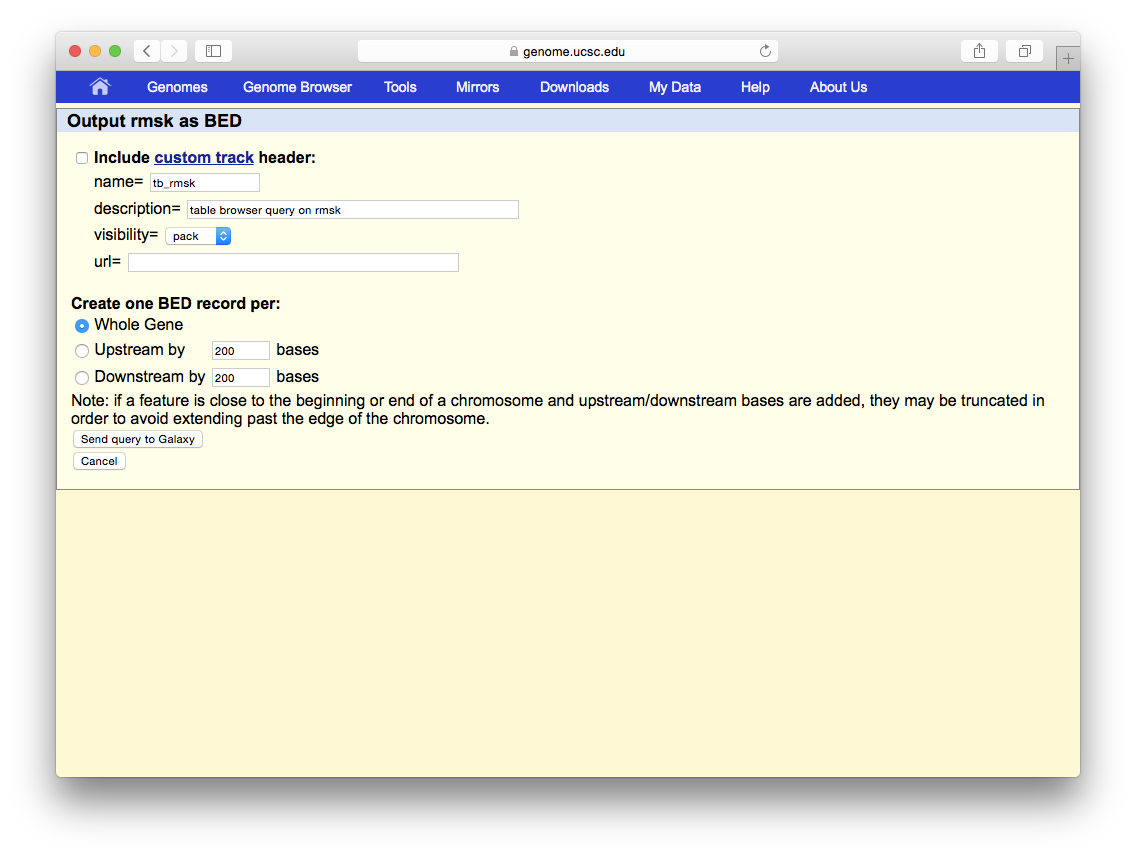 genome.ucsc.edu
Genomes Genome Browser Tools Mirrors Downloads My Data Help About Us
Output rmsk as BED
Include custom track header:
name= tb_rmsk
description= table browser query on rmsk
visibility= pack
url=
Create one BED record per:
Whole Gene
Upstream by 200 bases
Downstream by 200 bases
Note: if a feature is close to the beginning or end of a chromosome and upstream/downstream bases are added, they may be truncated in
order to avoid extending past the edge of the chromosome.
Send query to Galaxy
Cancel